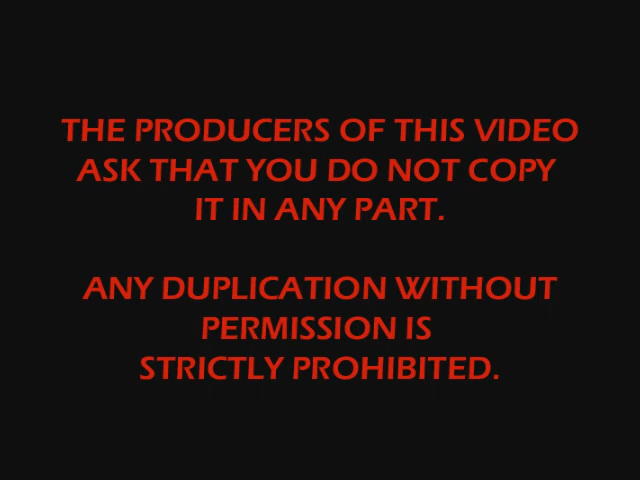 THE PRODUCERS OF THIS VIDEO
ASK THAT YOU DO NOT COPY
IT IN ANY PART.
ANY DUPLICATION WITHOUT
PERMISSION IS
STRICTLY PROHIBITED.